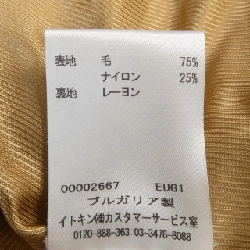 表地 毛 75%
ナイロン 25%
裏地 レーヨン
00002667 EUG1
ブルガリア製
イトキン㈱カスタマーサービス室
0120-888-363 03-3478-8088